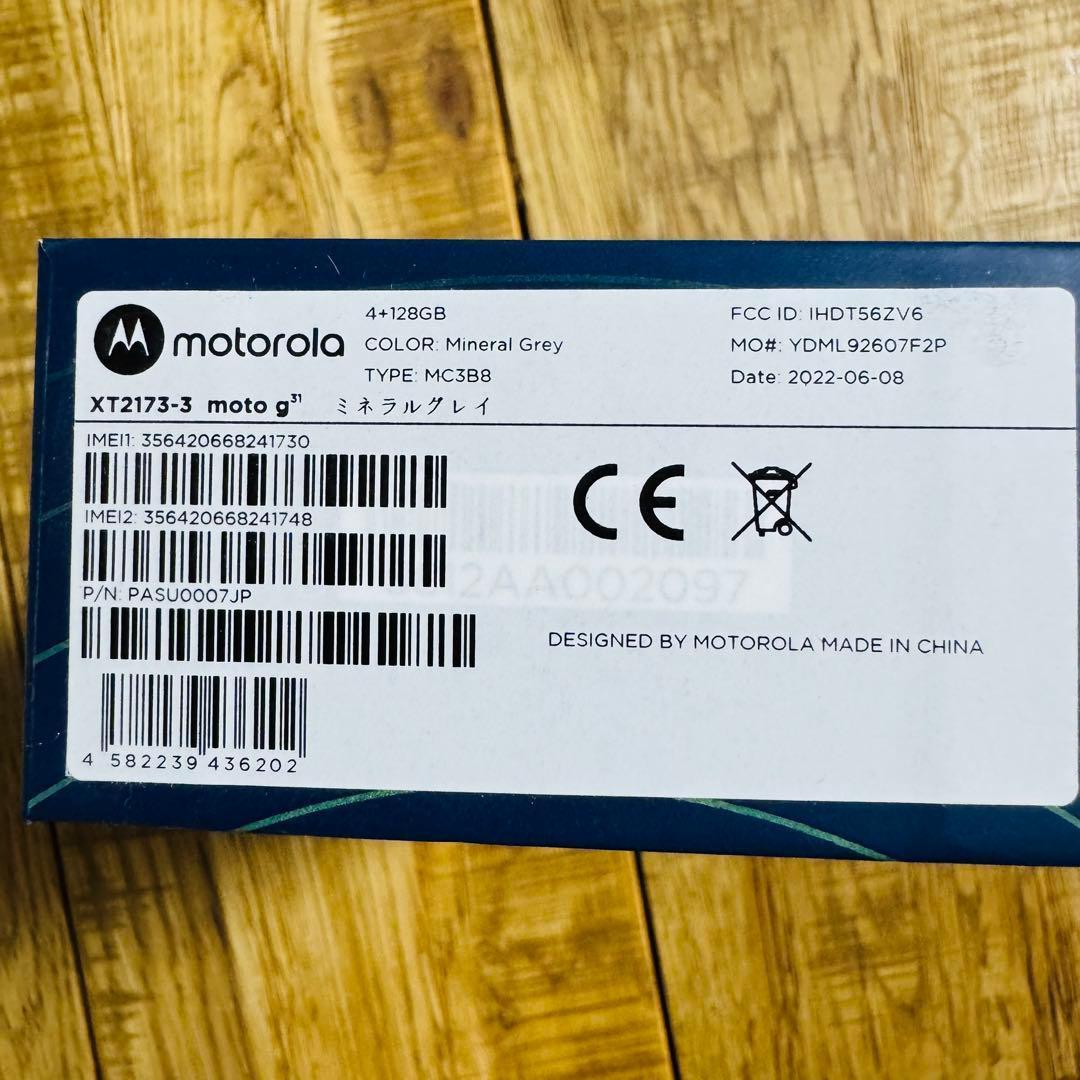 motorola
4+128GB
COLOR: Mineral Grey
TYPE: MC3B8
XT2173-3 moto g³¹ ミネラルグレイ
FCC ID: IHDT56ZV6
MO#: YDML92607F2P
Date: 2022-06-08
IMEI1: 356420668241730
IMEI2: 356420668241748
P/N: PASU0007JP
4 582239 436202
CE
DESIGNED BY MOTOROLA MADE IN CHINA